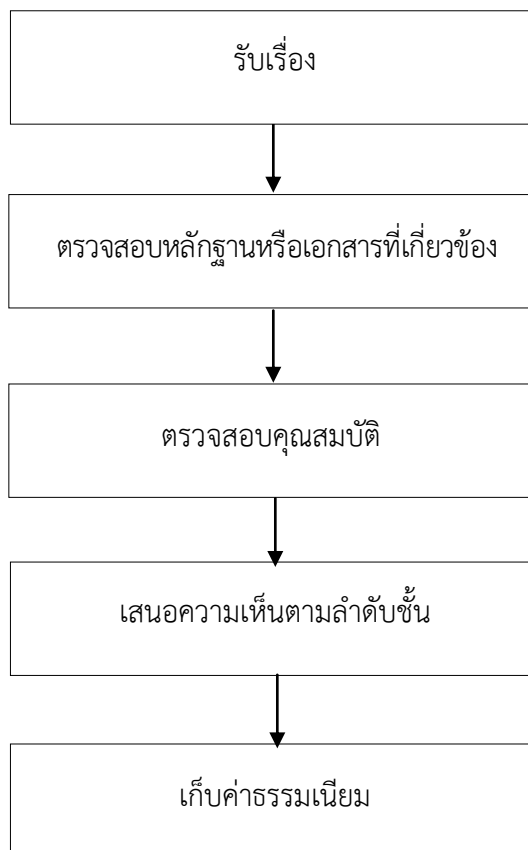 รับเรื่อง
ตรวจสอบหลักฐานหรือเอกสารที่เกี่ยวข้อง
ตรวจสอบคุณสมบัติ
เสนอความเห็นตามลำดับชั้น
เก็บค่าธรรมเนียม